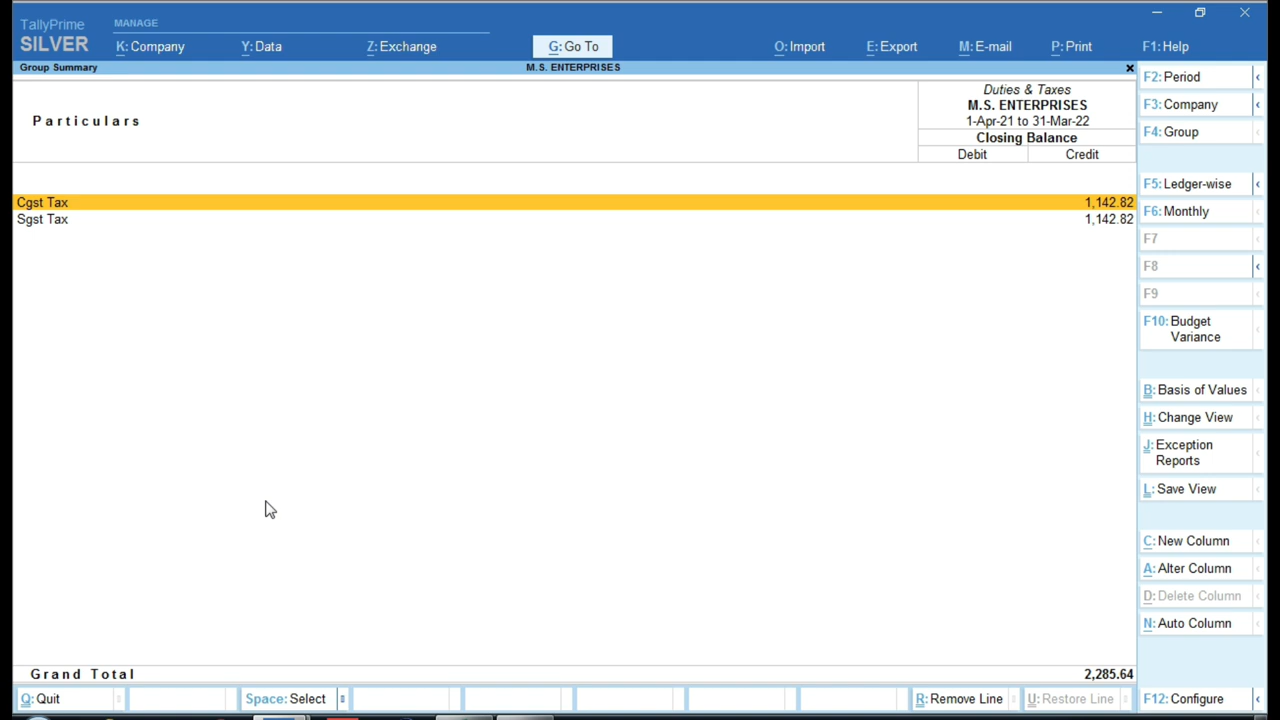 TallyPrime
SILVER
MANAGE
K: Company
Y: Data
Z: Exchange
G: Go To
O: Import
E: Export
M: E-mail
P: Print
F1: Help
Group Summary
M.S. ENTERPRISES
Particulars
Duties & Taxes
M.S. ENTERPRISES
1-Apr-21 to 31-Mar-22
Closing Balance
Debit Credit
Cgst Tax 1,142.82
Sgst Tax 1,142.82
Grand Total 2,285.64
F2: Period
F3: Company
F4: Group
F5: Ledger-wise
F6: Monthly
F7
F8
F9
F10: Budget
Variance
B: Basis of Values
H: Change View
J: Exception
Reports
L: Save View
C: New Column
A: Alter Column
D: Delete Column
N: Auto Column
Q: Quit
Space: Select
R: Remove Line
U: Restore Line
F12: Configure